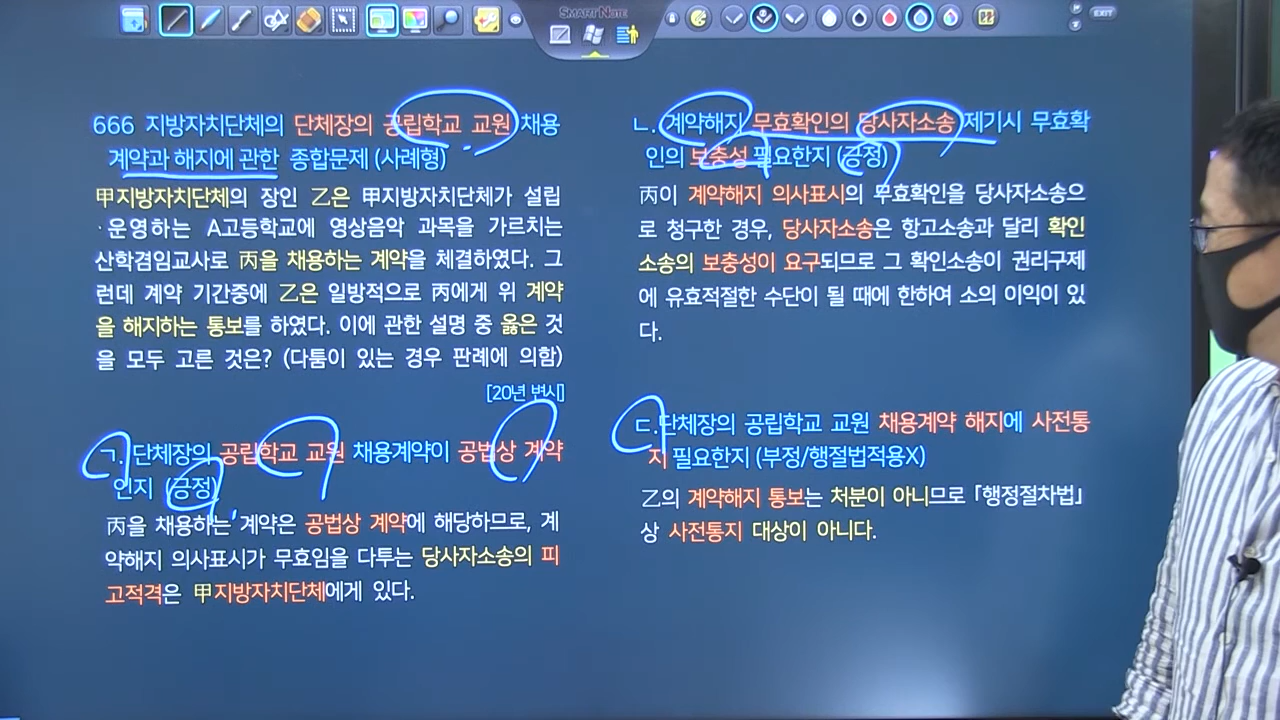 SMART NOTE
EXIT
666 지방자치단체의 단체장의 공립학교 교원 채용
계약과 해지에 관한 종합문제 (사례형)
甲지방자치단체의 장인 乙은 甲지방자치단체가 설립
·운영하는 A고등학교에 영상음악 과목을 가르치는
산학겸임교사로 丙을 채용하는 계약을 체결하였다. 그
런데 계약 기간중에 乙은 일방적으로 丙에게 위 계약
을 해지하는 통보를 하였다. 이에 관한 설명 중 옳은 것
을 모두 고른 것은? (다툼이 있는 경우 판례에 의함)
[20년 변시]
ㄱ. 단체장의 공립학교 교원 채용계약이 공법상 계약
인지 (긍정)
丙을 채용하는 계약은 공법상 계약에 해당하므로, 계
약해지 의사표시가 무효임을 다투는 당사자소송의 피
고적격은 甲지방자치단체에게 있다.
ㄴ. 계약해지 무효확인의 당사자소송 제기시 무효확
인의 보충성 필요한지 (긍정)
丙이 계약해지 의사표시의 무효확인을 당사자소송으
로 청구한 경우, 당사자소송은 항고소송과 달리 확인
소송의 보충성이 요구되므로 그 확인소송이 권리구제
에 유효적절한 수단이 될 때에 한하여 소의 이익이 있
다.
ㄷ. 단체장의 공립학교 교원 채용계약 해지에 사전통
지 필요한지 (부정/행절법적용X)
乙의 계약해지 통보는 처분이 아니므로 「행정절차법」
상 사전통지 대상이 아니다.